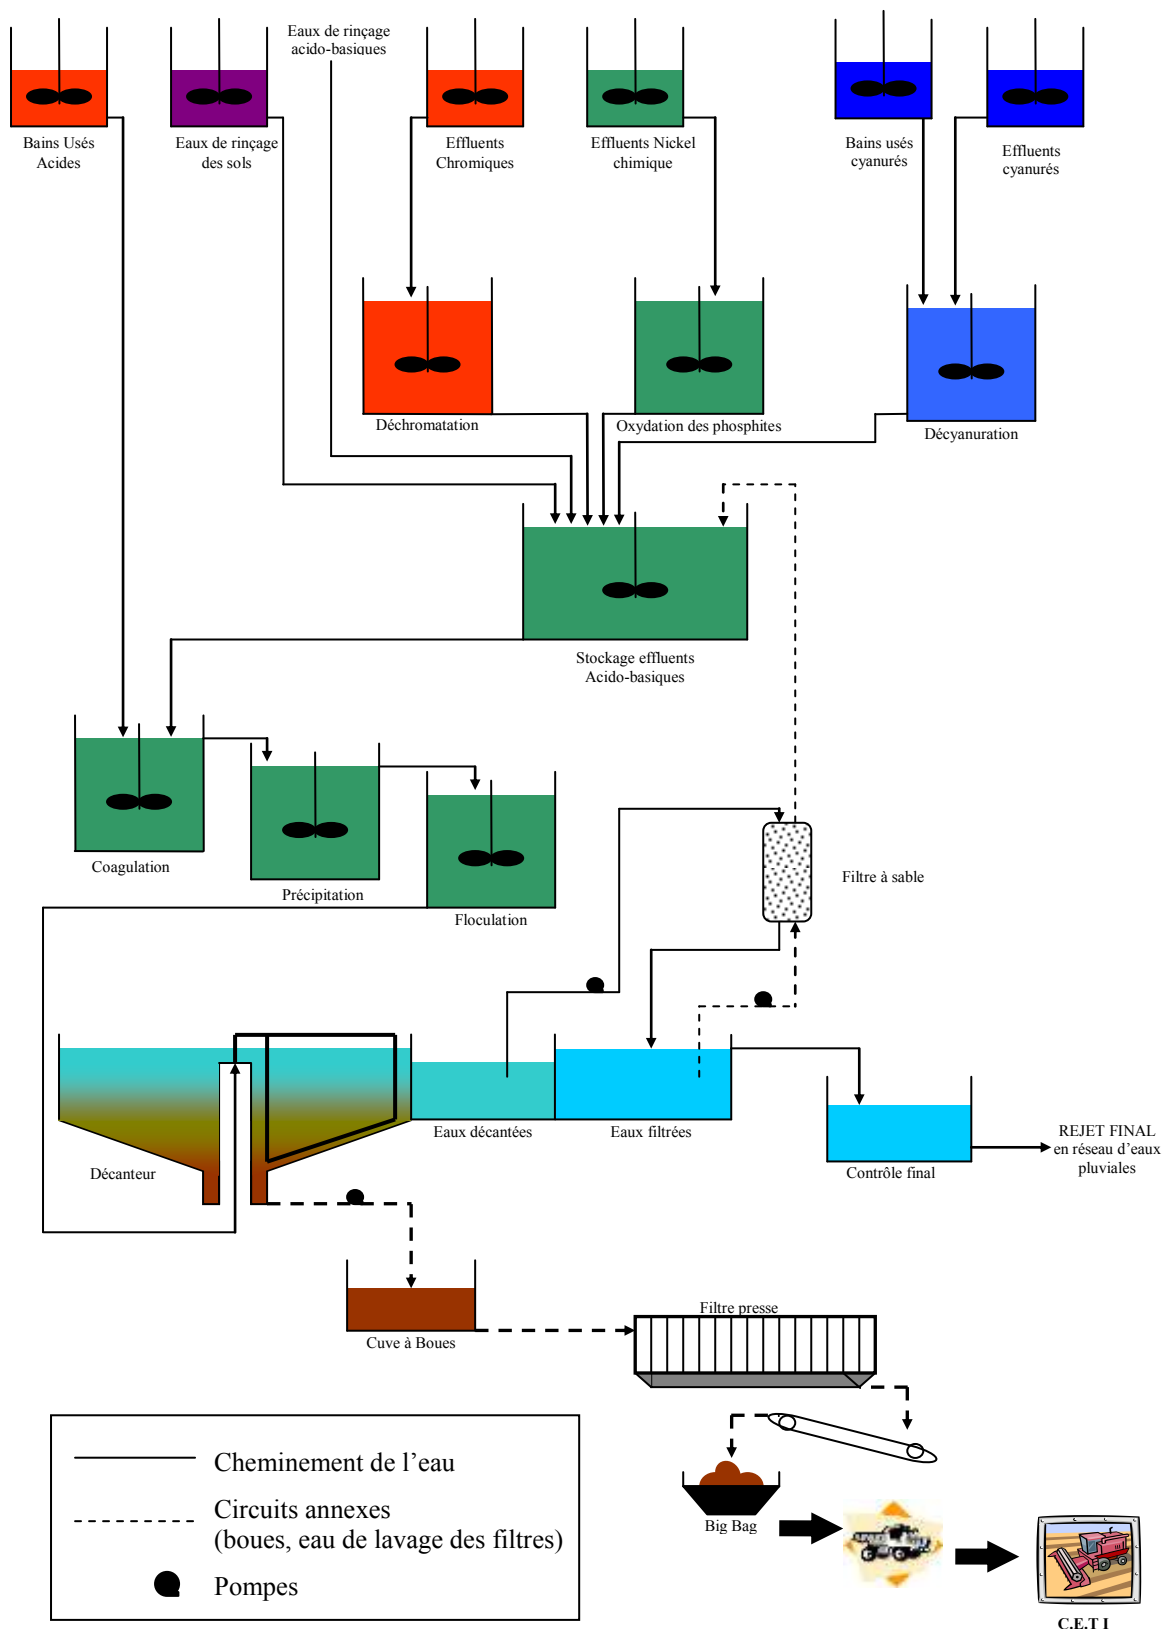 Eaux de rinçage
acido-basiques
Bains Usés
Acides
Eaux de rinçage
des sols
Effluents
Chromiques
Effluents Nickel
chimique
Bains usés
cyanurés
Effluents
cyanurés
Déchromatation
Oxydation des phosphites
Décyanuration
Stockage effluents
Acido-basiques
Coagulation
Précipitation
Floculation
Filtre à sable
Décanteur
Eaux décantées
Eaux filtrées
Contrôle final
REJET FINAL
en réseau d’eaux
pluviales
Cuve à Boues
Filtre presse
Big Bag
C.E.T I
Cheminement de l’eau
Circuits annexes
(boues, eau de lavage des filtres)
Pompes